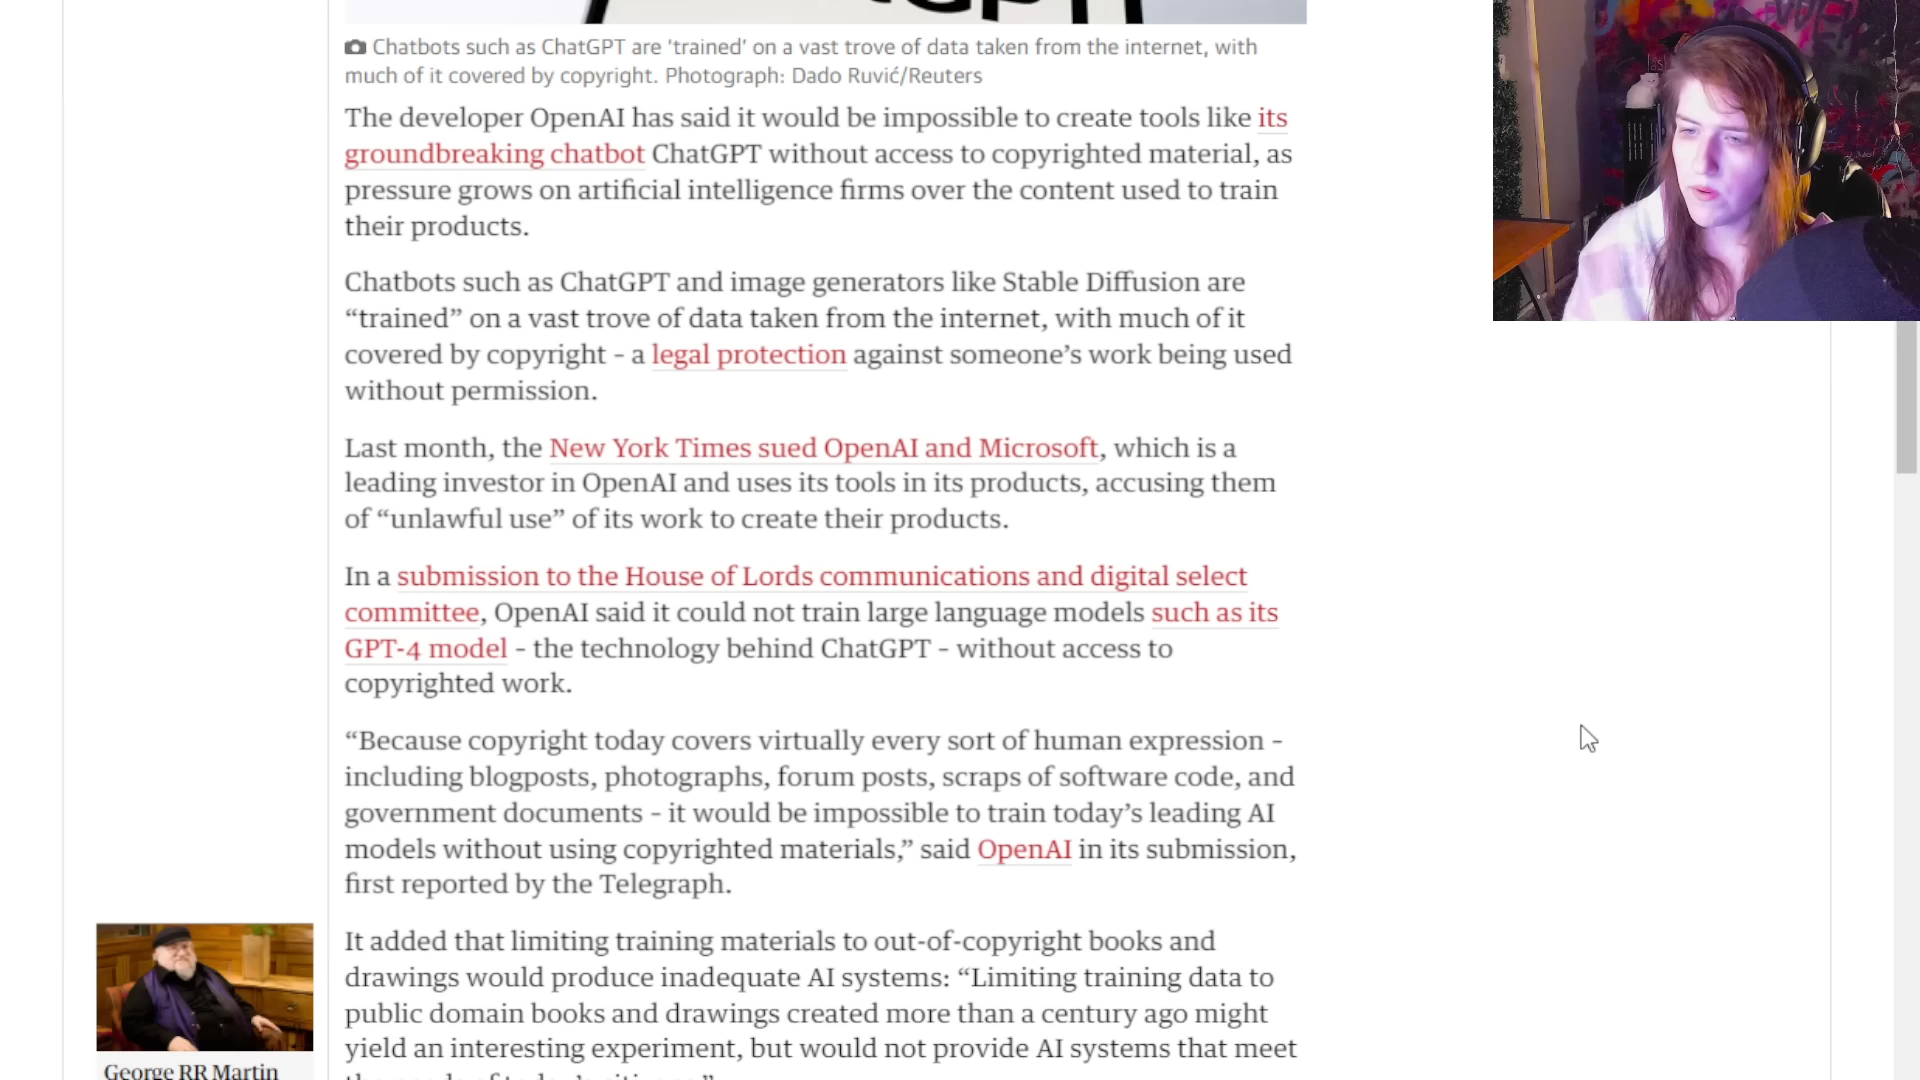 GPT
Chatbots such as ChatGPT are 'trained' on a vast trove of data taken from the internet, with
much of it covered by copyright. Photograph: Dado Ruvić/Reuters
The developer OpenAI has said it would be impossible to create tools like its
groundbreaking chatbot ChatGPT without access to copyrighted material, as
pressure grows on artificial intelligence firms over the content used to train
their products.
Chatbots such as ChatGPT and image generators like Stable Diffusion are
“trained” on a vast trove of data taken from the internet, with much of it
covered by copyright – a legal protection against someone’s work being used
without permission.
Last month, the New York Times sued OpenAI and Microsoft, which is a
leading investor in OpenAI and uses its tools in its products, accusing them
of “unlawful use” of its work to create their products.
In a submission to the House of Lords communications and digital select
committee, OpenAI said it could not train large language models such as its
GPT-4 model – the technology behind ChatGPT – without access to
copyrighted work.
“Because copyright today covers virtually every sort of human expression –
including blogposts, photographs, forum posts, scraps of software code, and
government documents – it would be impossible to train today’s leading AI
models without using copyrighted materials,” said OpenAI in its submission,
first reported by the Telegraph.
It added that limiting training materials to out-of-copyright books and
drawings would produce inadequate AI systems: “Limiting training data to
public domain books and drawings created more than a century ago might
yield an interesting experiment, but would not provide AI systems that meet
George RR Martin